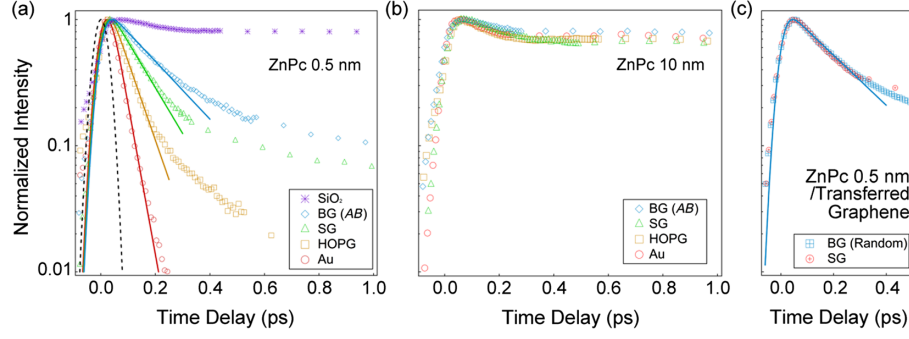 (a)
Normalized Intensity
1
0.1
0.01
ZnPc 0.5 nm
SiO₂
BG (AB)
SG
HOPG
Au
0.0 0.2 0.4 0.6 0.8 1.0
Time Delay (ps)
(b)
ZnPc 10 nm
BG (AB)
SG
HOPG
Au
0.0 0.2 0.4 0.6 0.8 1.0
Time Delay (ps)
(c)
ZnPc 0.5 nm
/Transferred
Graphene
BG (Random)
SG
0.0 0.2 0.4
Time Delay (ps)